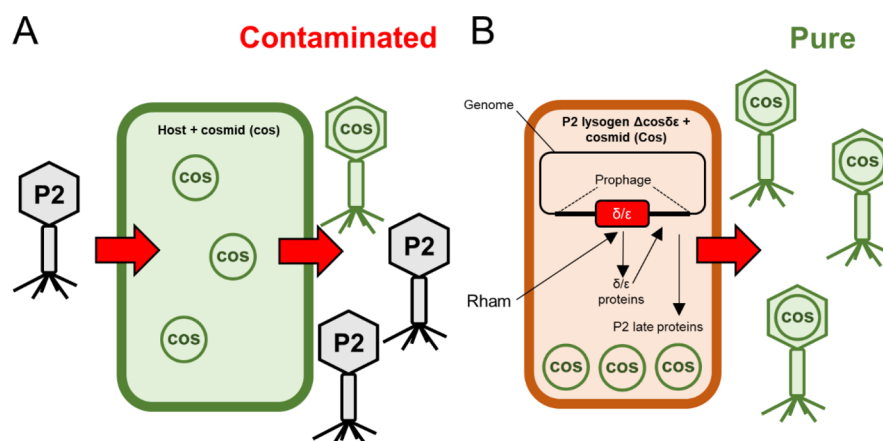 A
Contaminated
P2
Host + cosmid (cos)
cos
cos
cos
COS
P2
P2
B
Pure
Genome
P2 lysogen Δcosδε +
cosmid (Cos)
Prophage
δ/ε
δ/ε
proteins
Rham
P2 late proteins
COS
COS
COS
COS
COS
COS